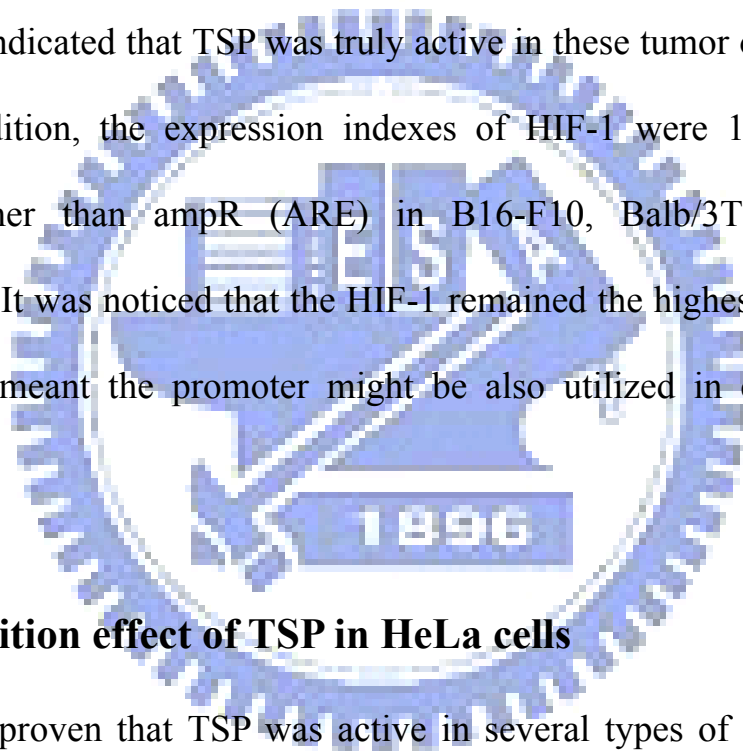 ndicated that TSP was truly active in these tumor
dition, the expression indexes of HIF-1 were 1
her than ampR (ARE) in B16-F10, Balb/3T
It was noticed that the HIF-1 remained the highes
meant the promoter might be also utilized in
E S A
1896
ition effect of TSP in HeLa cells
proven that TSP was active in several types of